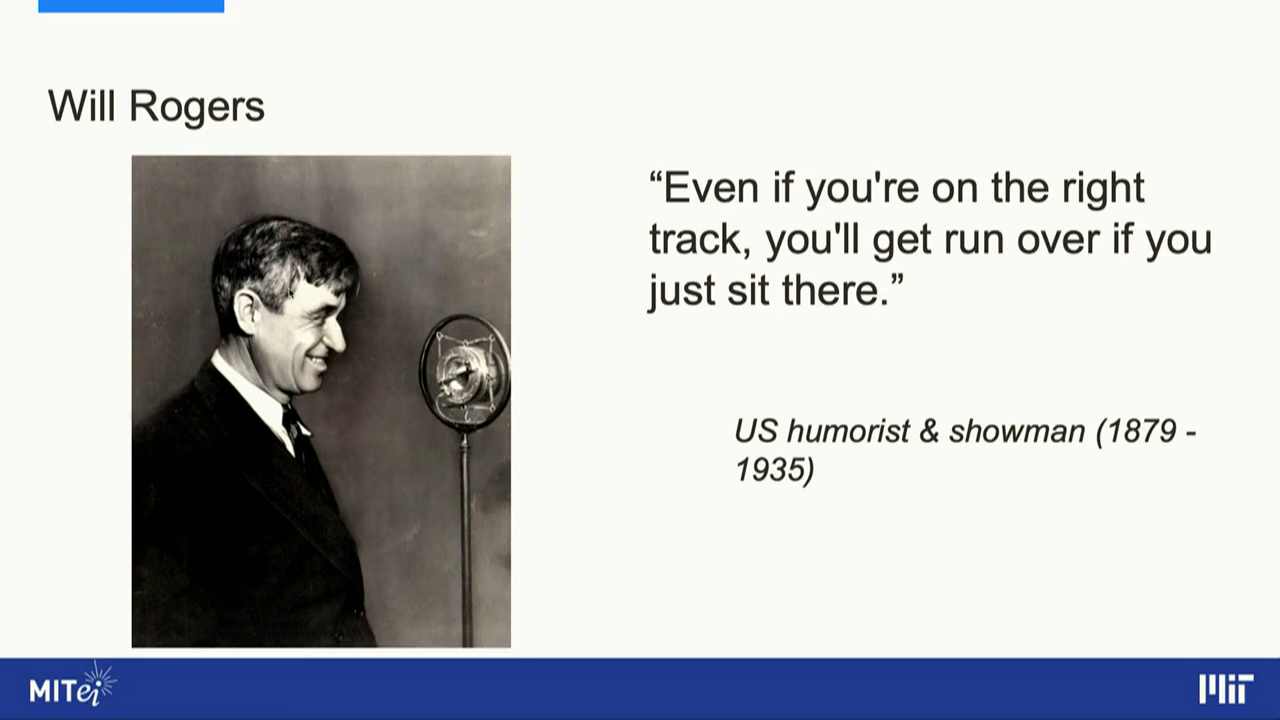 Will Rogers
“Even if you're on the right
track, you'll get run over if you
just sit there.”
US humorist & showman (1879 -
1935)
MITei
MIT